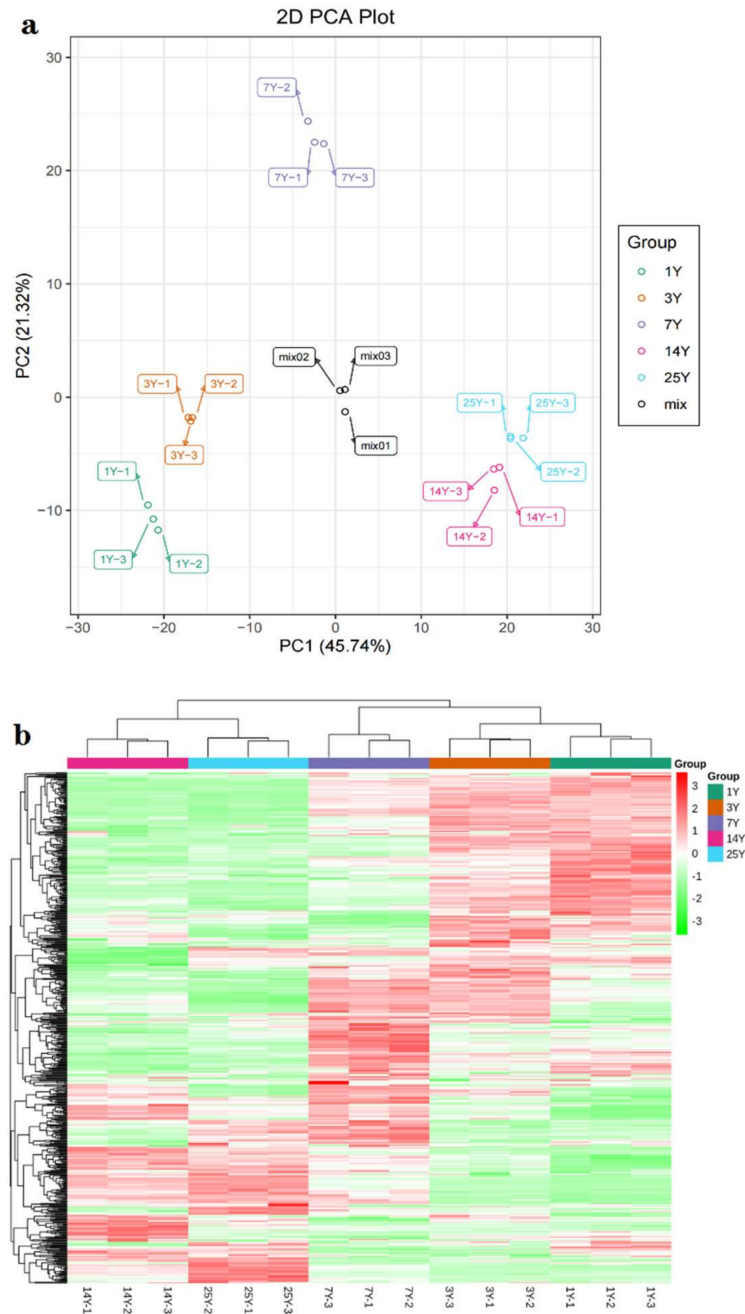 a
2D PCA Plot
30
20
10
0
−10
−30
−20
−10
0
10
20
30
PC2 (21.32%)
PC1 (45.74%)
7Y−2
7Y−1
7Y−3
mix02
mix03
mix01
3Y−1
3Y−2
3Y−3
1Y−1
1Y−3
1Y−2
25Y−1
25Y−3
25Y−2
14Y−3
14Y−1
14Y−2
Group
1Y
3Y
7Y
14Y
25Y
mix
b
Group
3
2
1
0
-1
-2
-3
Group
1Y
3Y
7Y
14Y
25Y
14Y-1
14Y-2
14Y-3
25Y-2
25Y-1
25Y-3
7Y-3
7Y-1
7Y-2
3Y-3
3Y-1
3Y-2
1Y-1
1Y-2
1Y-3